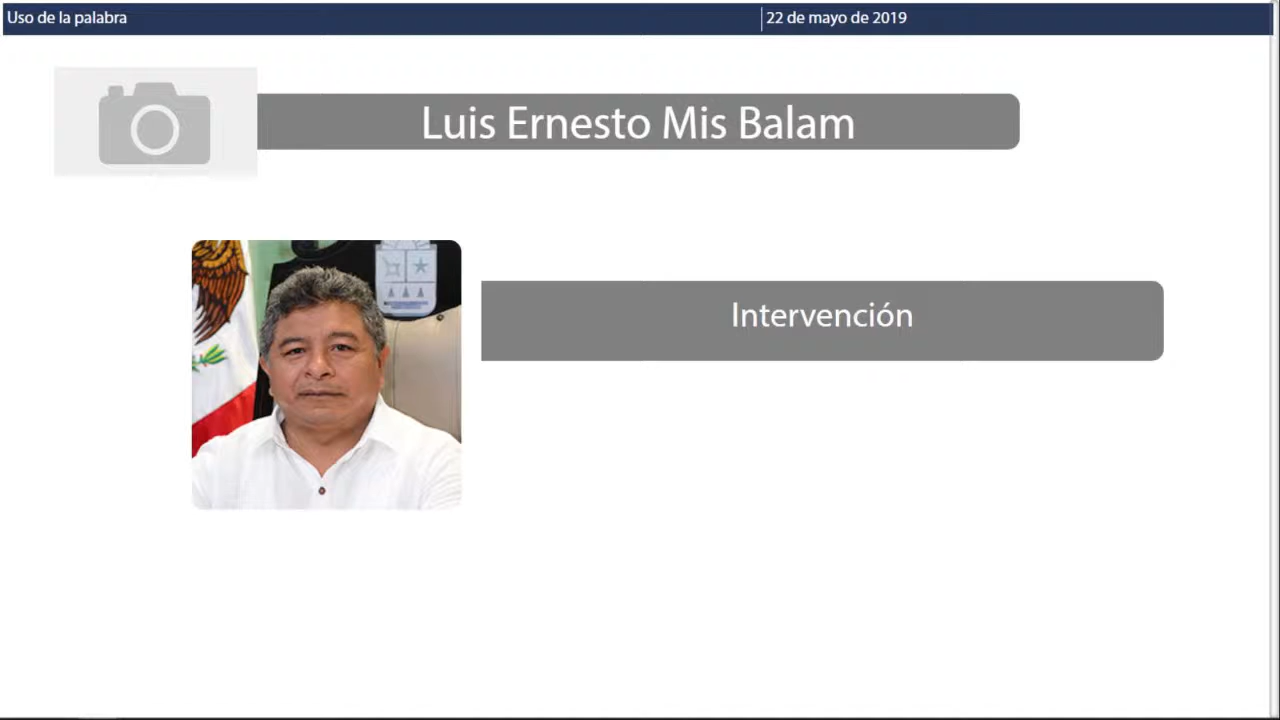 Uso de la palabra
22 de mayo de 2019
Luis Ernesto Mis Balam
Intervención